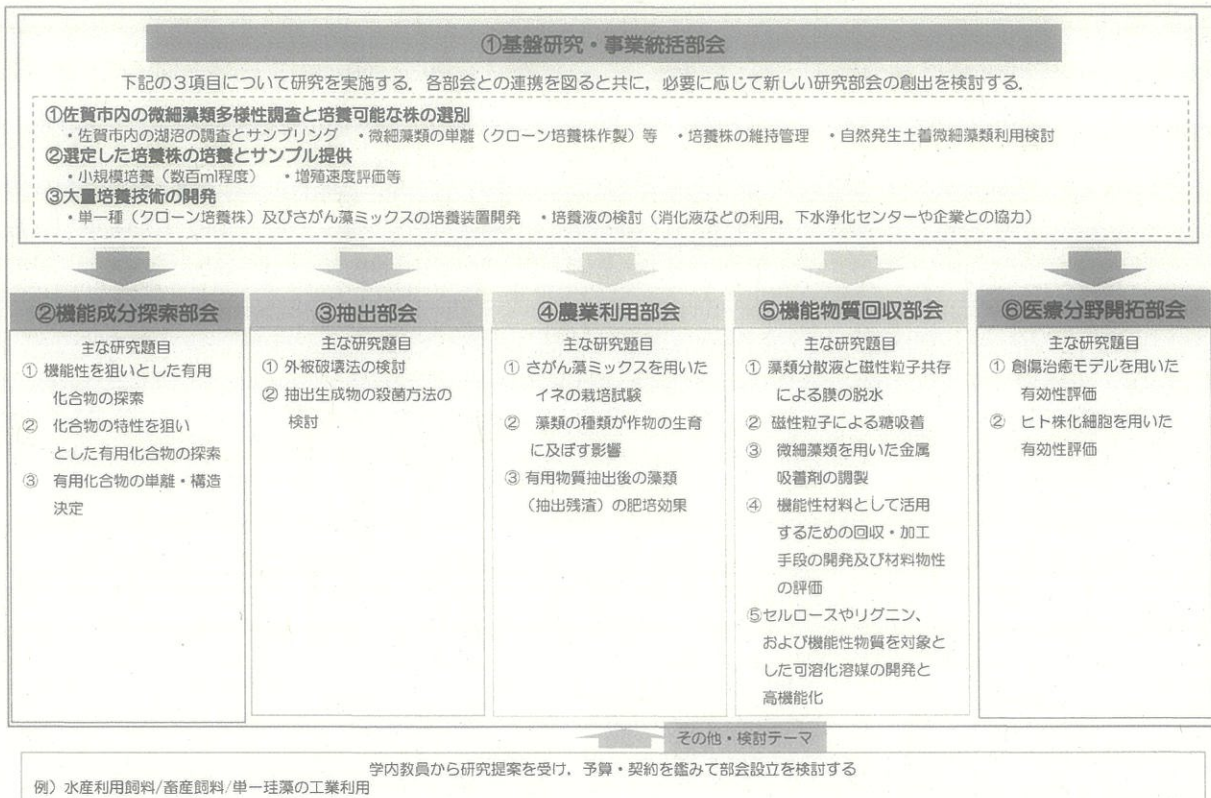 ①基盤研究・事業統括部会
下記の3項目について研究を実施する．各部会との連携を図ると共に，必要に応じて新しい研究部会の創出を検討する．
①佐賀市内の微細藻類多様性調査と培養可能な株の選別
・佐賀市内の湖沼の調査とサンプリング ・微細藻類の単離（クローン培養株作製）等 ・培養株の維持管理 ・自然発生土着微細藻類利用検討
②選定した培養株の培養とサンプル提供
・小規模培養（数百ml程度） ・増殖速度評価等
③大量培養技術の開発
・単一種（クローン培養株）及びさがん藻ミックスの培養装置開発 ・培養液の検討（消化液などの利用，下水浄化センターや企業との協力）
②機能成分探索部会
主な研究題目
① 機能性を狙いとした有用
化合物の探索
② 化合物の特性を狙い
とした有用化合物の探索
③ 有用化合物の単離・構造
決定
③抽出部会
主な研究題目
① 外被破壊法の検討
② 抽出生成物の殺菌方法の
検討
④農業利用部会
主な研究題目
① さがん藻ミックスを用いた
イネの栽培試験
② 藻類の種類が作物の生育
に及ぼす影響
③ 有用物質抽出後の藻類
（抽出残渣）の肥培効果
⑤機能物質回収部会
主な研究題目
① 藻類分散液と磁性粒子共存
による膜の脱水
② 磁性粒子による糖吸着
③ 微細藻類を用いた金属
吸着剤の調製
④ 機能性材料として活用
するための回収・加工
手段の開発及び材料物性
の評価
⑤セルロースやリグニン、
および機能性物質を対象と
した可溶化溶媒の開発と
高機能化
⑥医療分野開拓部会
主な研究題目
① 創傷治癒モデルを用いた
有効性評価
② ヒト株化細胞を用いた
有効性評価
その他・検討テーマ
学内教員から研究提案を受け，予算・契約を鑑みて部会設立を検討する
例）水産利用飼料/畜産飼料/単一珪藻の工業利用